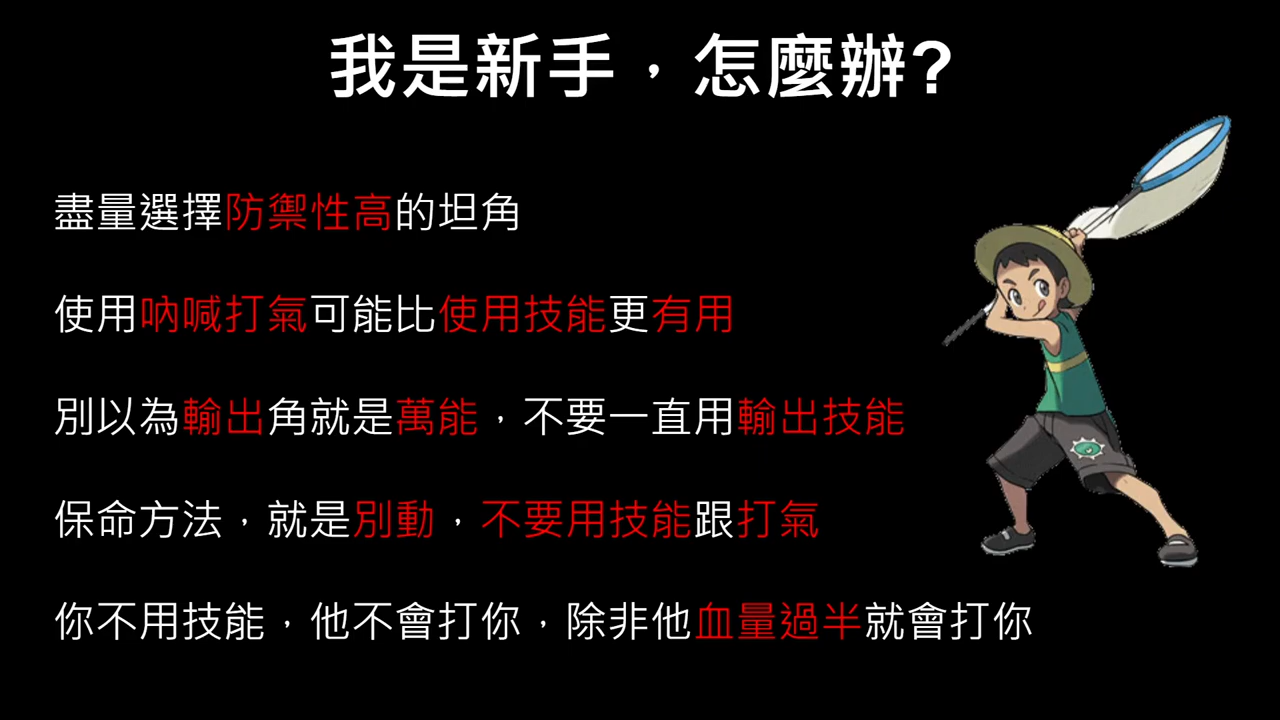 我是新手，怎麼辦?
盡量選擇防禦性高的坦角
使用吶喊打氣可能比使用技能更有用
別以為輸出角就是萬能，不要一直用輸出技能
保命方法，就是別動，不要用技能跟打氣
你不用技能，他不會打你，除非他血量過半就會打你